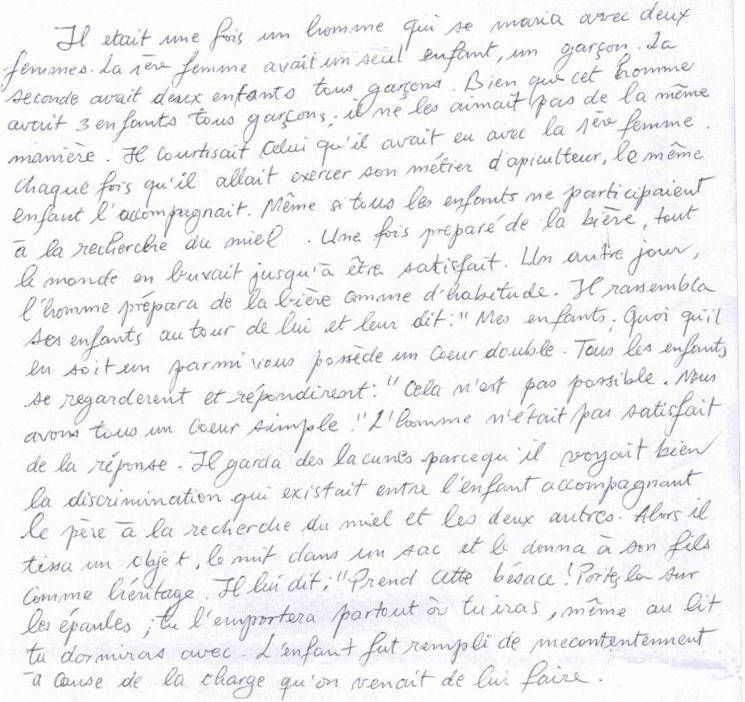 Il etait une fois un homme qui se maria avec deux
femmes. La 1ère femme avait un seul enfant, un garçon. La
seconde avait deux enfants tous garçons. Bien que cet homme
avait 3 enfants tous garçons; il ne les aimait pas de la même
manière. Il courtisait celui qu'il avait eu avec la 1ère femme.
Chaque fois qu'il allait exercer son métier d'apiculteur, le même
enfant l'accompagnait. Même si tous les enfants ne participaient
à la recherche du miel. Une fois préparé de la bière, tout
le monde en buvait jusqu'à être satisfait. Un autre jour,
l'homme prépara de la bière comme d'habitude. Il rassembla
ses enfants autour de lui et leur dit: "Mes enfants; Quoi qu'il
en soit un parmi vous possède un coeur double. Tous les enfants
se regarderent et répondirent: "Cela n'est pas possible. Nous
avons tous un coeur simple." L'homme n'était pas satisfait
de la réponse. Il garda des lacunes parcequ'il voyait bien
la discrimination qui existait entre l'enfant accompagnant
le père à la recherche du miel et les deux autres. Alors il
tissa un objet, le mit dans un sac et le donna à son fils
comme héritage. Il lui dit: "Prend cette bésace! Portez la sur
les épaules; tu l'emportera partout où tu iras, même au lit
tu dormiras avec. L'enfant fut rempli de mecontentement
à cause de la charge qu'on venait de lui faire.